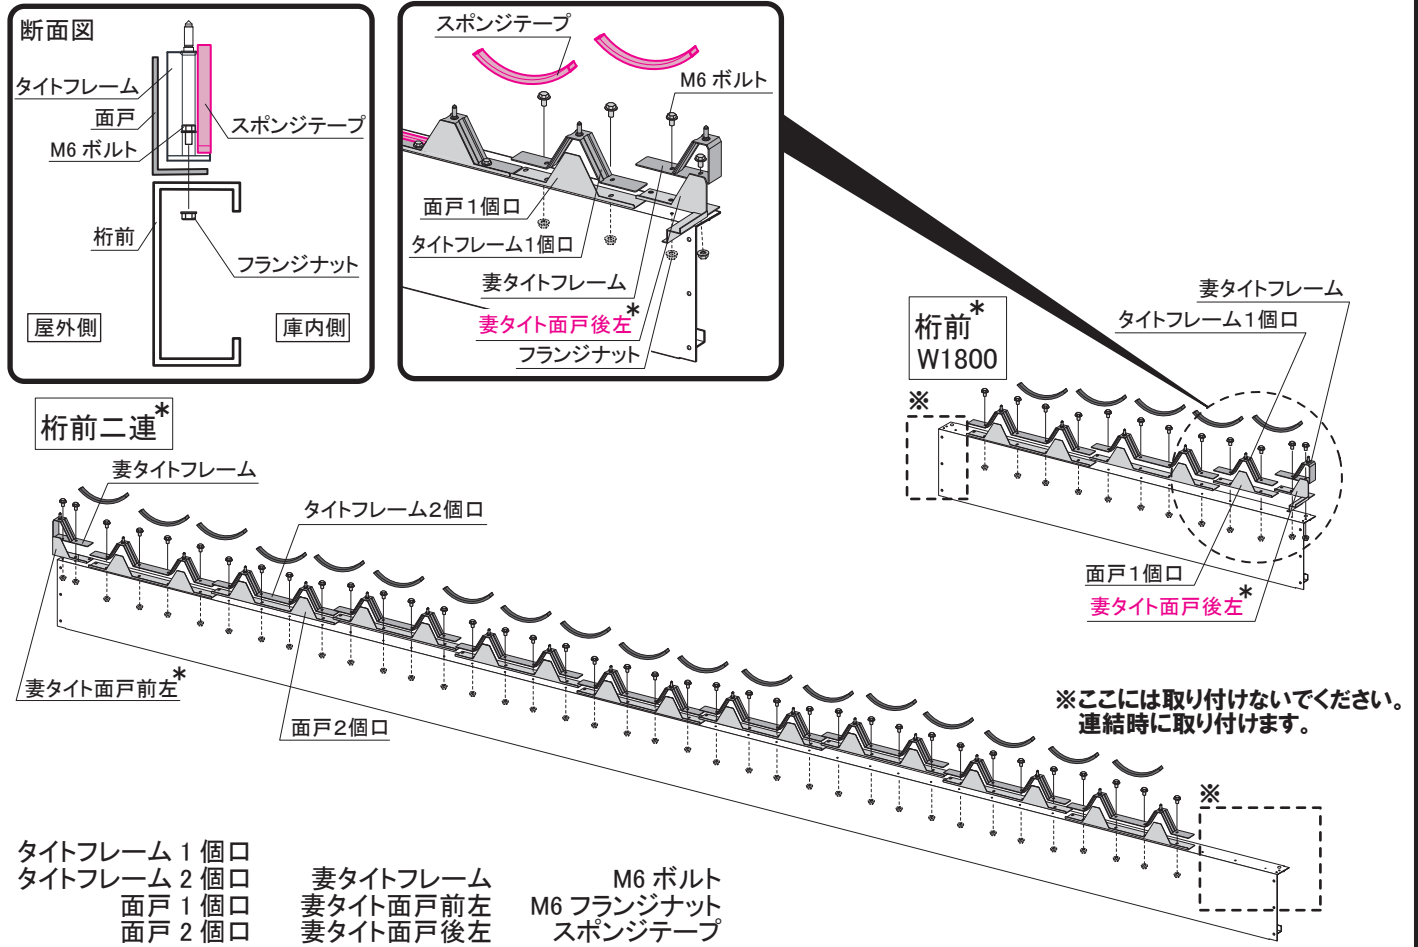 断面図
タイトフレーム
面戸
M6 ボルト
スポンジテープ
桁前
フランジナット
屋外側
庫内側
スポンジテープ
M6 ボルト
面戸1個口
タイトフレーム1個口
妻タイトフレーム
妻タイト面戸後左*
フランジナット
桁前*
W1800
妻タイトフレーム
タイトフレーム1個口
※
面戸1個口
妻タイト面戸後左*
桁前二連*
妻タイトフレーム
タイトフレーム2個口
妻タイト面戸前左*
面戸2個口
※ここには取り付けないでください。
連結時に取り付けます。
※
タイトフレーム 1 個口
タイトフレーム 2 個口
面戸 1 個口
面戸 2 個口
妻タイトフレーム
妻タイト面戸前左
妻タイト面戸後左
M6 ボルト
M6 フランジナット
スポンジテープ